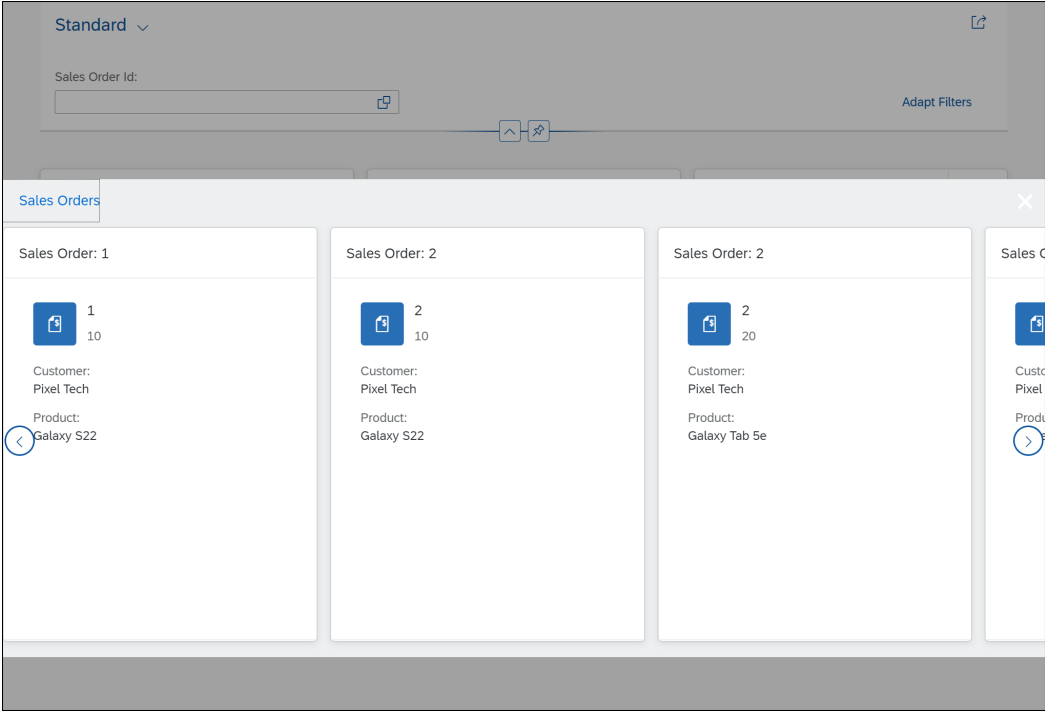 Standard
Sales Order Id:
Adapt Filters
Sales Orders
Sales Order: 1
1
10
Customer:
Pixel Tech
Product:
Galaxy S22
Sales Order: 2
2
10
Customer:
Pixel Tech
Product:
Galaxy S22
Sales Order: 2
2
20
Customer:
Pixel Tech
Product:
Galaxy Tab 5e
Sales
Pixel